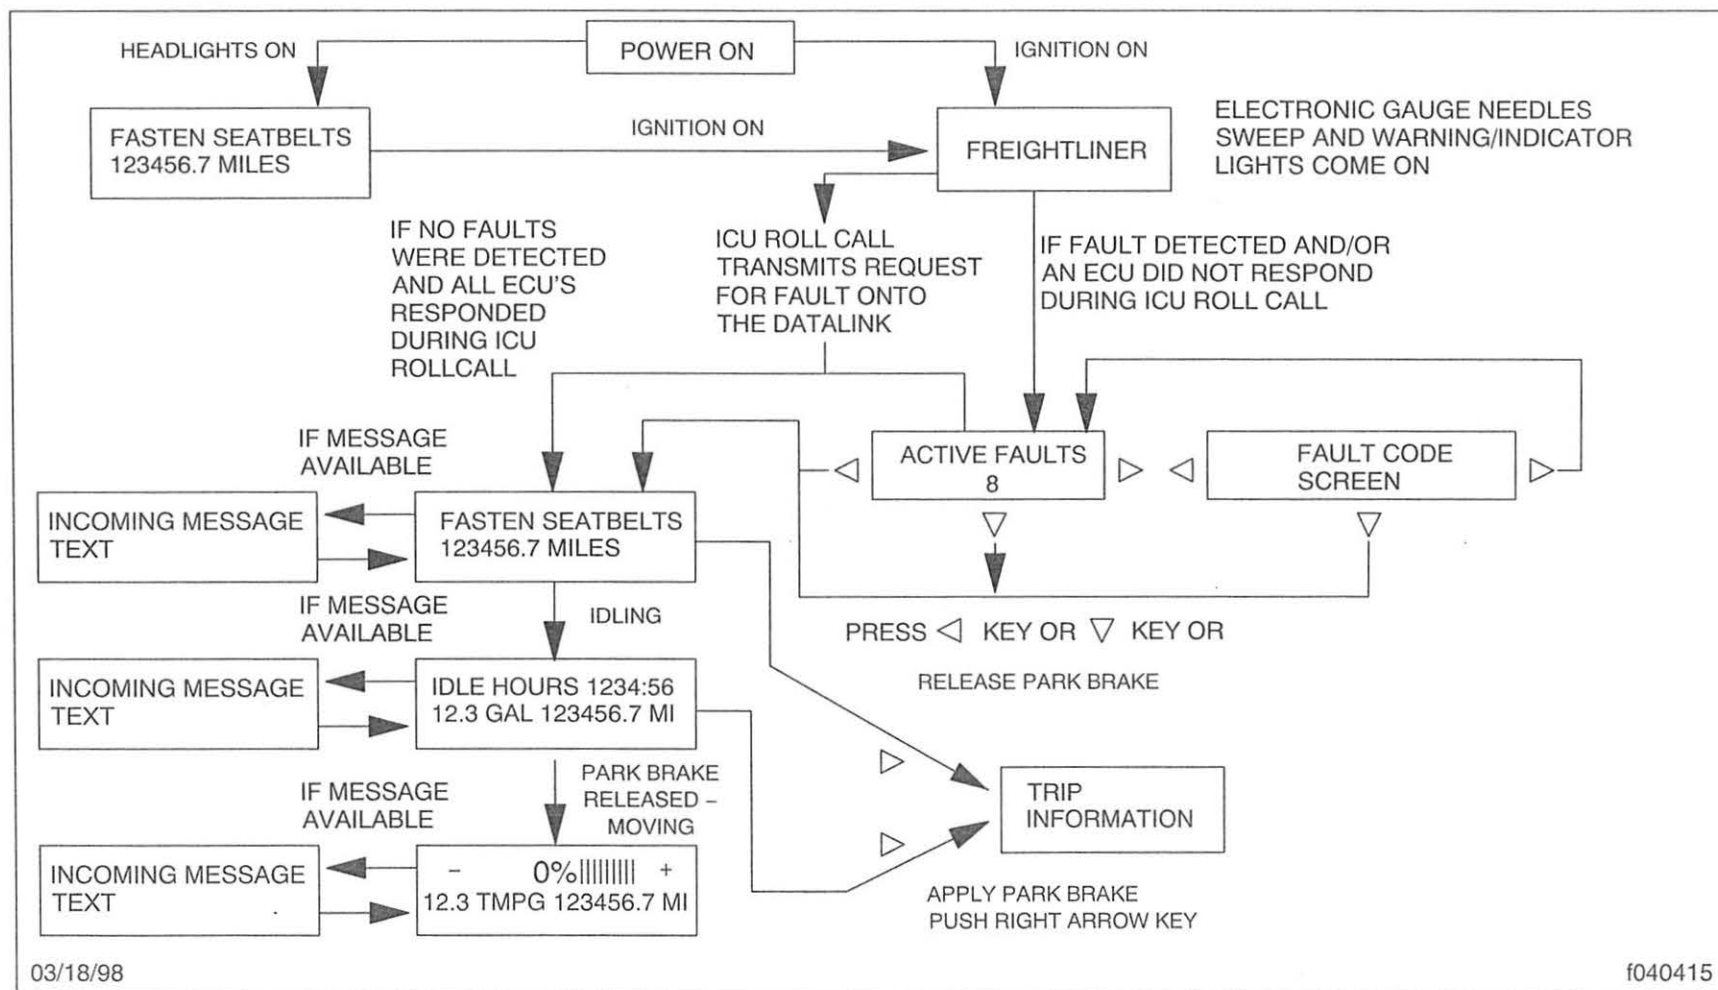 HEADLIGHTS ON
POWER ON
IGNITION ON
FASTEN SEATBELTS
123456.7 MILES
IGNITION ON
FREIGHTLINER
ELECTRONIC GAUGE NEEDLES
SWEEP AND WARNING/INDICATOR
LIGHTS COME ON
IF NO FAULTS
WERE DETECTED
AND ALL ECU'S
RESPONDED
DURING ICU
ROLLCALL
ICU ROLL CALL
TRANSMITS REQUEST
FOR FAULT ONTO
THE DATALINK
IF FAULT DETECTED AND/OR
AN ECU DID NOT RESPOND
DURING ICU ROLL CALL
IF MESSAGE
AVAILABLE
ACTIVE FAULTS
8
FAULT CODE
SCREEN
INCOMING MESSAGE
TEXT
FASTEN SEATBELTS
123456.7 MILES
IF MESSAGE
AVAILABLE
IDLING
PRESS ◁ KEY OR ▽ KEY OR
RELEASE PARK BRAKE
INCOMING MESSAGE
TEXT
IDLE HOURS 1234:56
12.3 GAL 123456.7 MI
IF MESSAGE
AVAILABLE
PARK BRAKE
RELEASED –
MOVING
TRIP
INFORMATION
INCOMING MESSAGE
TEXT
– 0%||||||||| +
12.3 TMPG 123456.7 MI
APPLY PARK BRAKE
PUSH RIGHT ARROW KEY
03/18/98
f040415